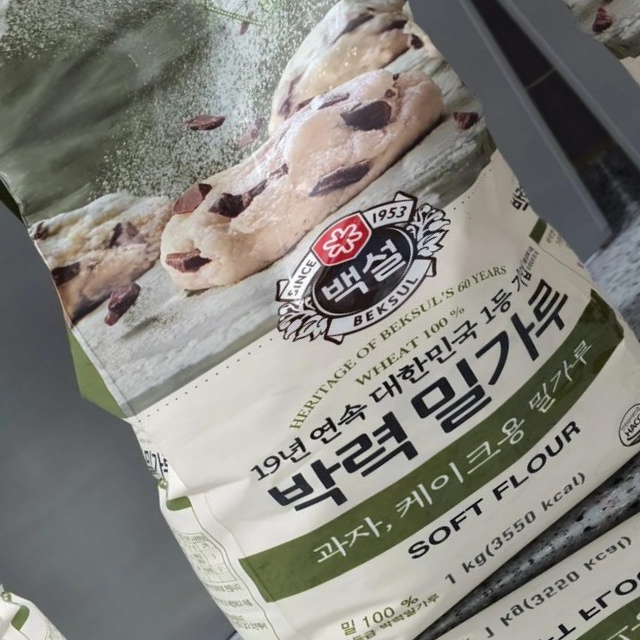 SINCE 1953
백설
BEKSUL
HERITAGE OF BEKSUL'S 60 YEARS
WHEAT 100 %
19년 연속 대한민국 1등
박력 밀가루
과자, 케이크용 밀가루
SOFT FLOUR
1 kg(3550 kcal)
밀 100 %